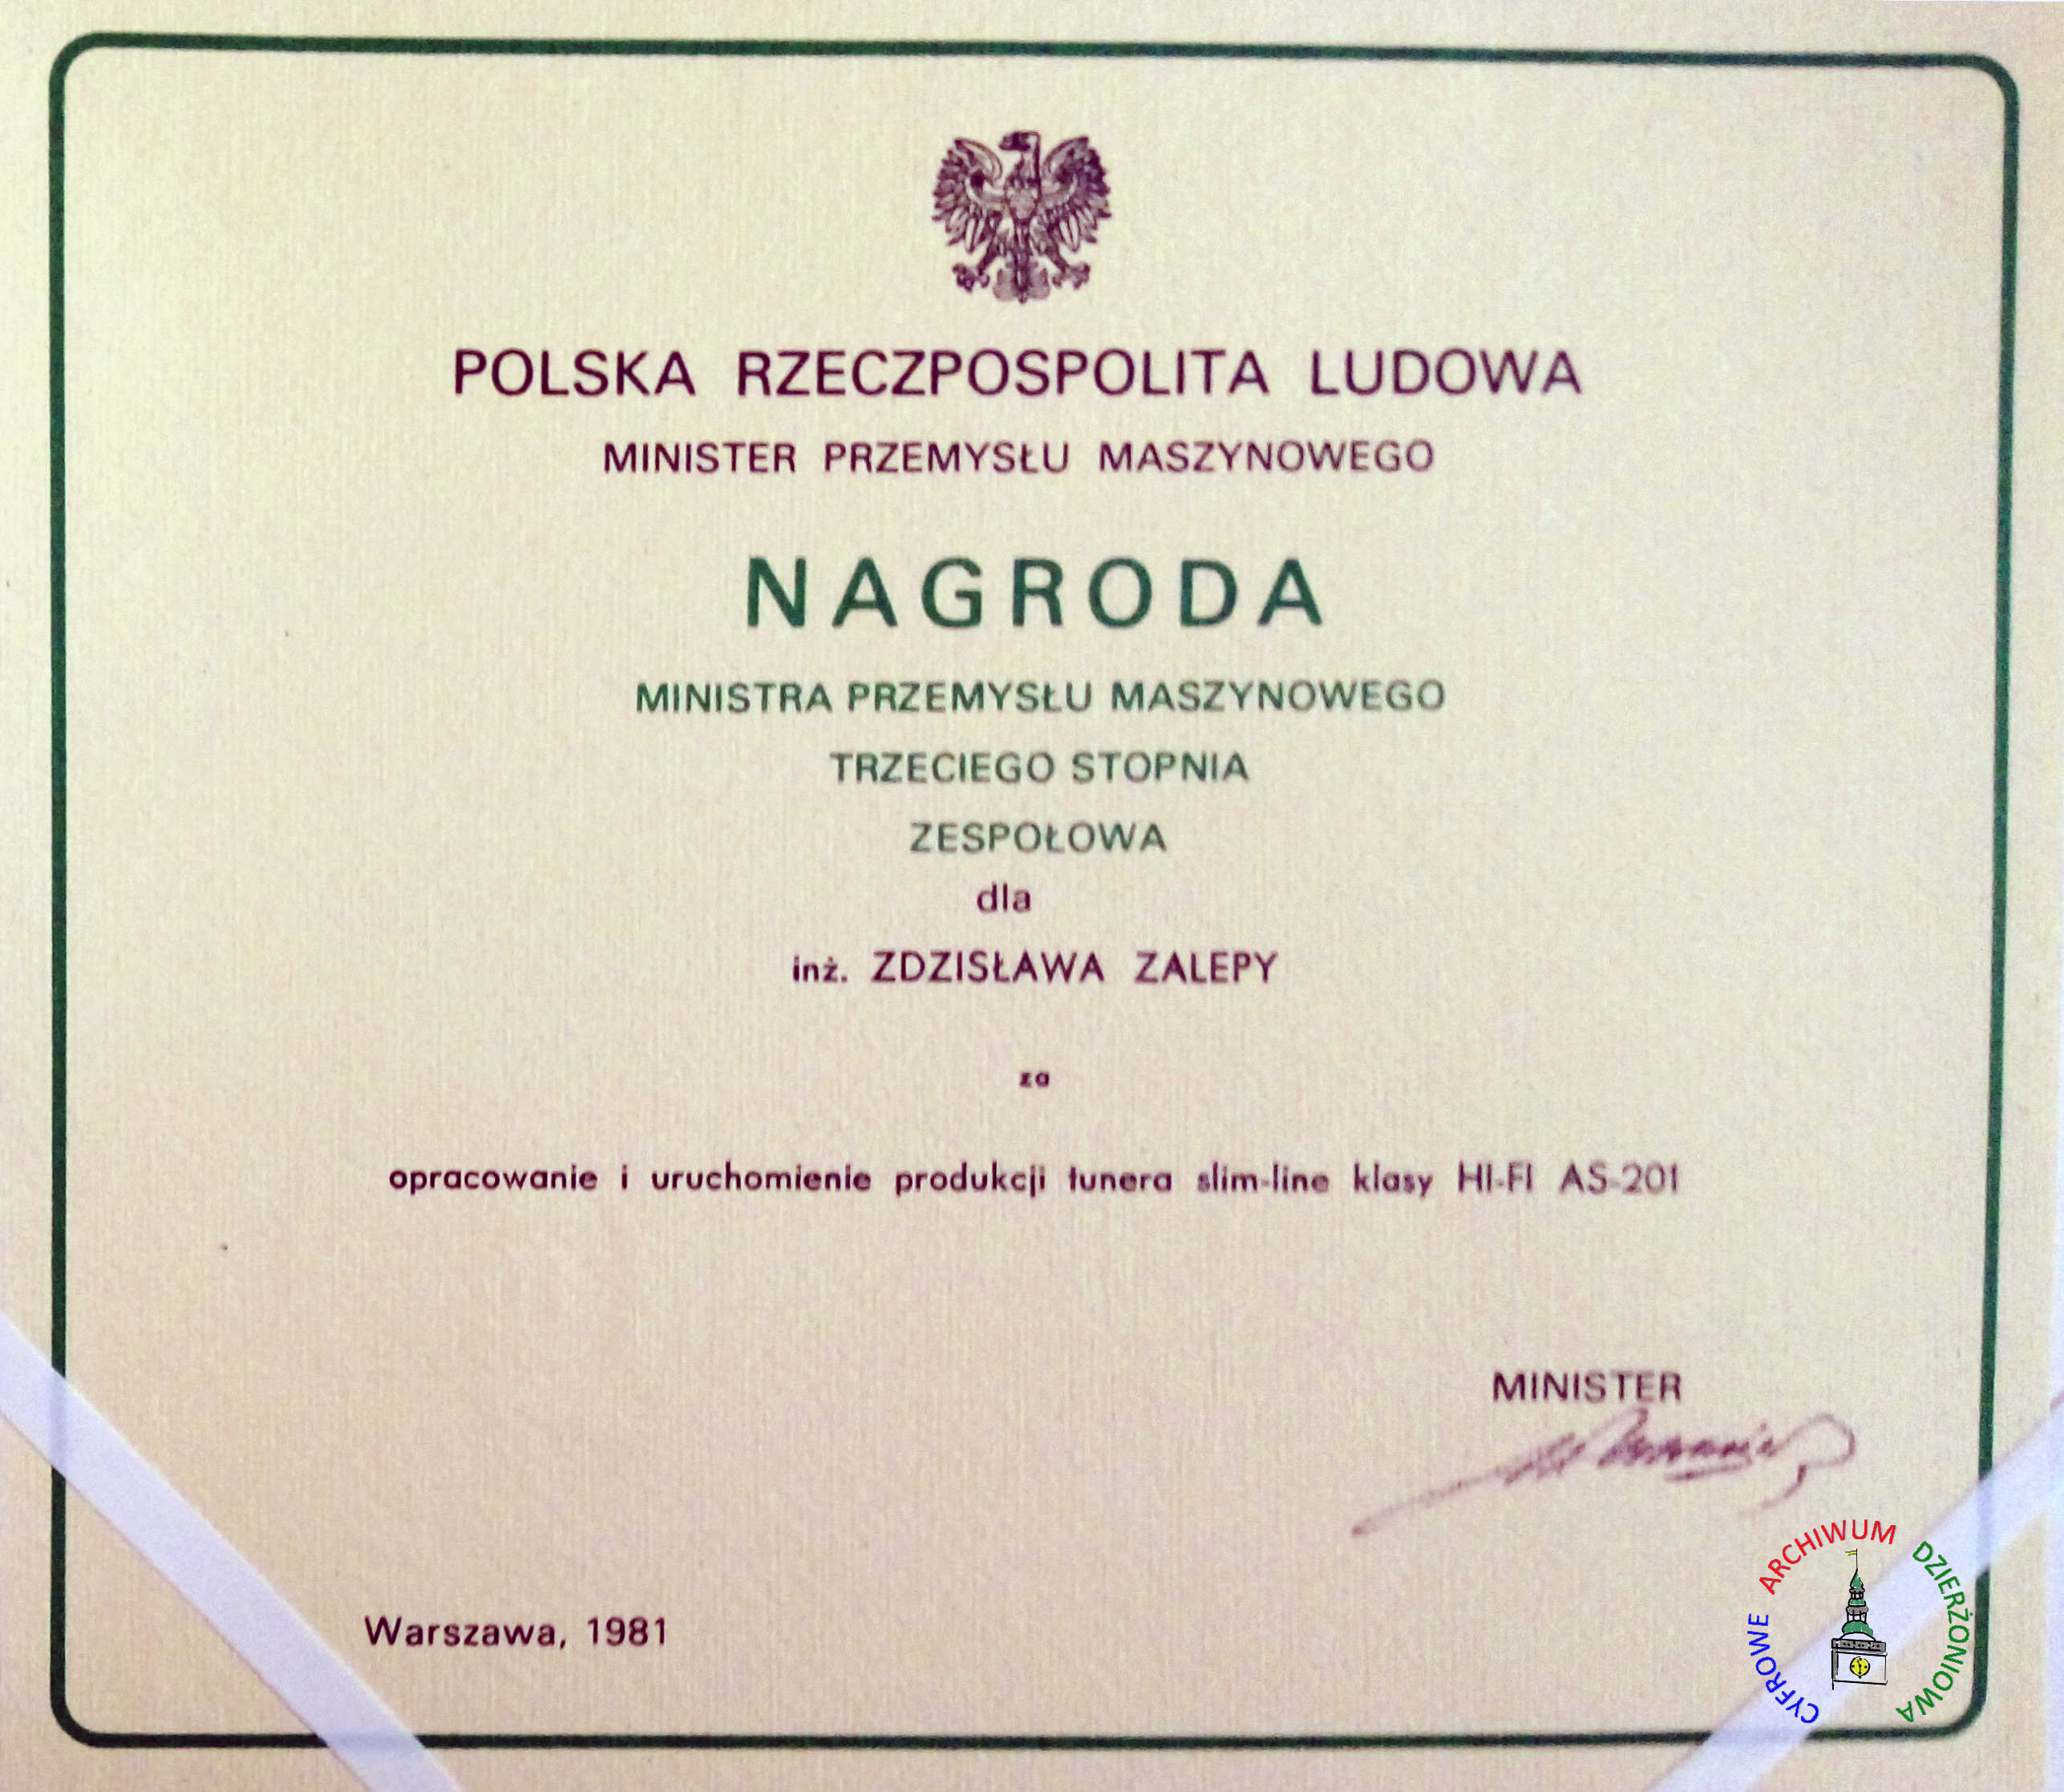 POLSKA RZECZPOSPOLITA LUDOWA
MINISTER PRZEMYSŁU MASZYNOWEGO
NAGRODA
MINISTRA PRZEMYSŁU MASZYNOWEGO
TRZECIEGO STOPNIA
ZESPOŁOWA
dla
inż. ZDZISŁAWA ZALEPY
za
opracowanie i uruchomienie produkcji tunera slim-line klasy HI-FI AS-201
MINISTER
Warszawa, 1981
CYFROWE ARCHIWUM DZIERŻONIOWA